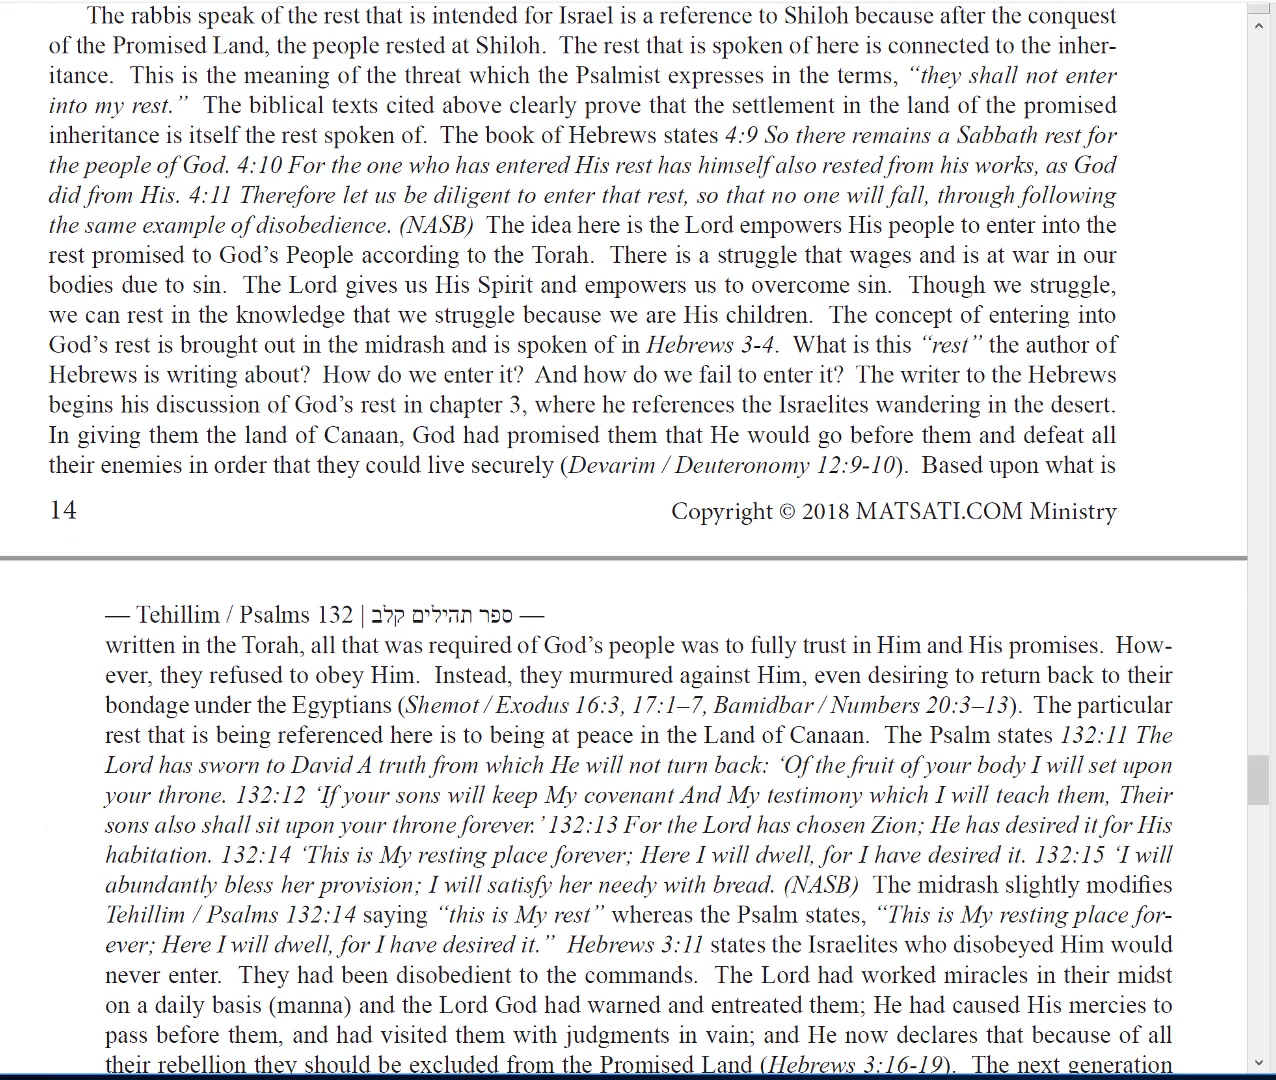 The rabbis speak of the rest that is intended for Israel is a reference to Shiloh because after the conquest
of the Promised Land, the people rested at Shiloh.  The rest that is spoken of here is connected to the inher-
itance.  This is the meaning of the threat which the Psalmist expresses in the terms, “they shall not enter
into my rest.”  The biblical texts cited above clearly prove that the settlement in the land of the promised
inheritance is itself the rest spoken of.  The book of Hebrews states 4:9 So there remains a Sabbath rest for
the people of God. 4:10 For the one who has entered His rest has himself also rested from his works, as God
did from His. 4:11 Therefore let us be diligent to enter that rest, so that no one will fall, through following
the same example of disobedience. (NASB)  The idea here is the Lord empowers His people to enter into the
rest promised to God’s People according to the Torah.  There is a struggle that wages and is at war in our
bodies due to sin.  The Lord gives us His Spirit and empowers us to overcome sin.  Though we struggle,
we can rest in the knowledge that we struggle because we are His children.  The concept of entering into
God’s rest is brought out in the midrash and is spoken of in Hebrews 3-4.  What is this “rest” the author of
Hebrews is writing about?  How do we enter it?  And how do we fail to enter it?  The writer to the Hebrews
begins his discussion of God’s rest in chapter 3, where he references the Israelites wandering in the desert.
In giving them the land of Canaan, God had promised them that He would go before them and defeat all
their enemies in order that they could live securely (Devarim / Deuteronomy 12:9-10).  Based upon what is
14 Copyright © 2018 MATSATI.COM Ministry
— Tehillim / Psalms 132 | ספר תהילים קלב —
written in the Torah, all that was required of God’s people was to fully trust in Him and His promises.  How-
ever, they refused to obey Him.  Instead, they murmured against Him, even desiring to return back to their
bondage under the Egyptians (Shemot / Exodus 16:3, 17:1–7, Bamidbar / Numbers 20:3–13).  The particular
rest that is being referenced here is to being at peace in the Land of Canaan.  The Psalm states 132:11 The
Lord has sworn to David A truth from which He will not turn back: ‘Of the fruit of your body I will set upon
your throne. 132:12 ‘If your sons will keep My covenant And My testimony which I will teach them, Their
sons also shall sit upon your throne forever.’ 132:13 For the Lord has chosen Zion; He has desired it for His
habitation. 132:14 ‘This is My resting place forever; Here I will dwell, for I have desired it. 132:15 ‘I will
abundantly bless her provision; I will satisfy her needy with bread. (NASB)  The midrash slightly modifies
Tehillim / Psalms 132:14 saying “this is My rest” whereas the Psalm states, “This is My resting place for-
ever; Here I will dwell, for I have desired it.”  Hebrews 3:11 states the Israelites who disobeyed Him would
never enter.  They had been disobedient to the commands.  The Lord had worked miracles in their midst
on a daily basis (manna) and the Lord God had warned and entreated them; He had caused His mercies to
pass before them, and had visited them with judgments in vain; and He now declares that because of all
their rebellion they should be excluded from the Promised Land (Hebrews 3:16-19).  The next generation